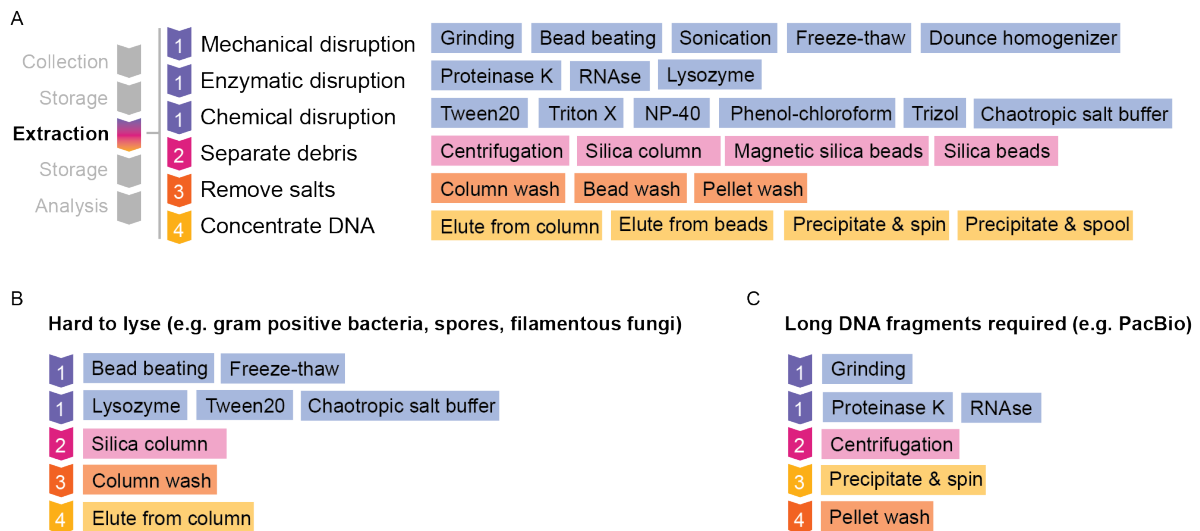 A
Collection
Storage
Extraction
Storage
Analysis
1 Mechanical disruption Grinding Bead beating Sonication Freeze-thaw Dounce homogenizer
1 Enzymatic disruption Proteinase K RNAse Lysozyme
1 Chemical disruption Tween20 Triton X NP-40 Phenol-chloroform Trizol Chaotropic salt buffer
2 Separate debris Centrifugation Silica column Magnetic silica beads Silica beads
3 Remove salts Column wash Bead wash Pellet wash
4 Concentrate DNA Elute from column Elute from beads Precipitate & spin Precipitate & spool
B
Hard to lyse (e.g. gram positive bacteria, spores, filamentous fungi)
1 Bead beating Freeze-thaw
1 Lysozyme Tween20 Chaotropic salt buffer
2 Silica column
3 Column wash
4 Elute from column
C
Long DNA fragments required (e.g. PacBio)
1 Grinding
1 Proteinase K RNAse
2 Centrifugation
3 Precipitate & spin
4 Pellet wash